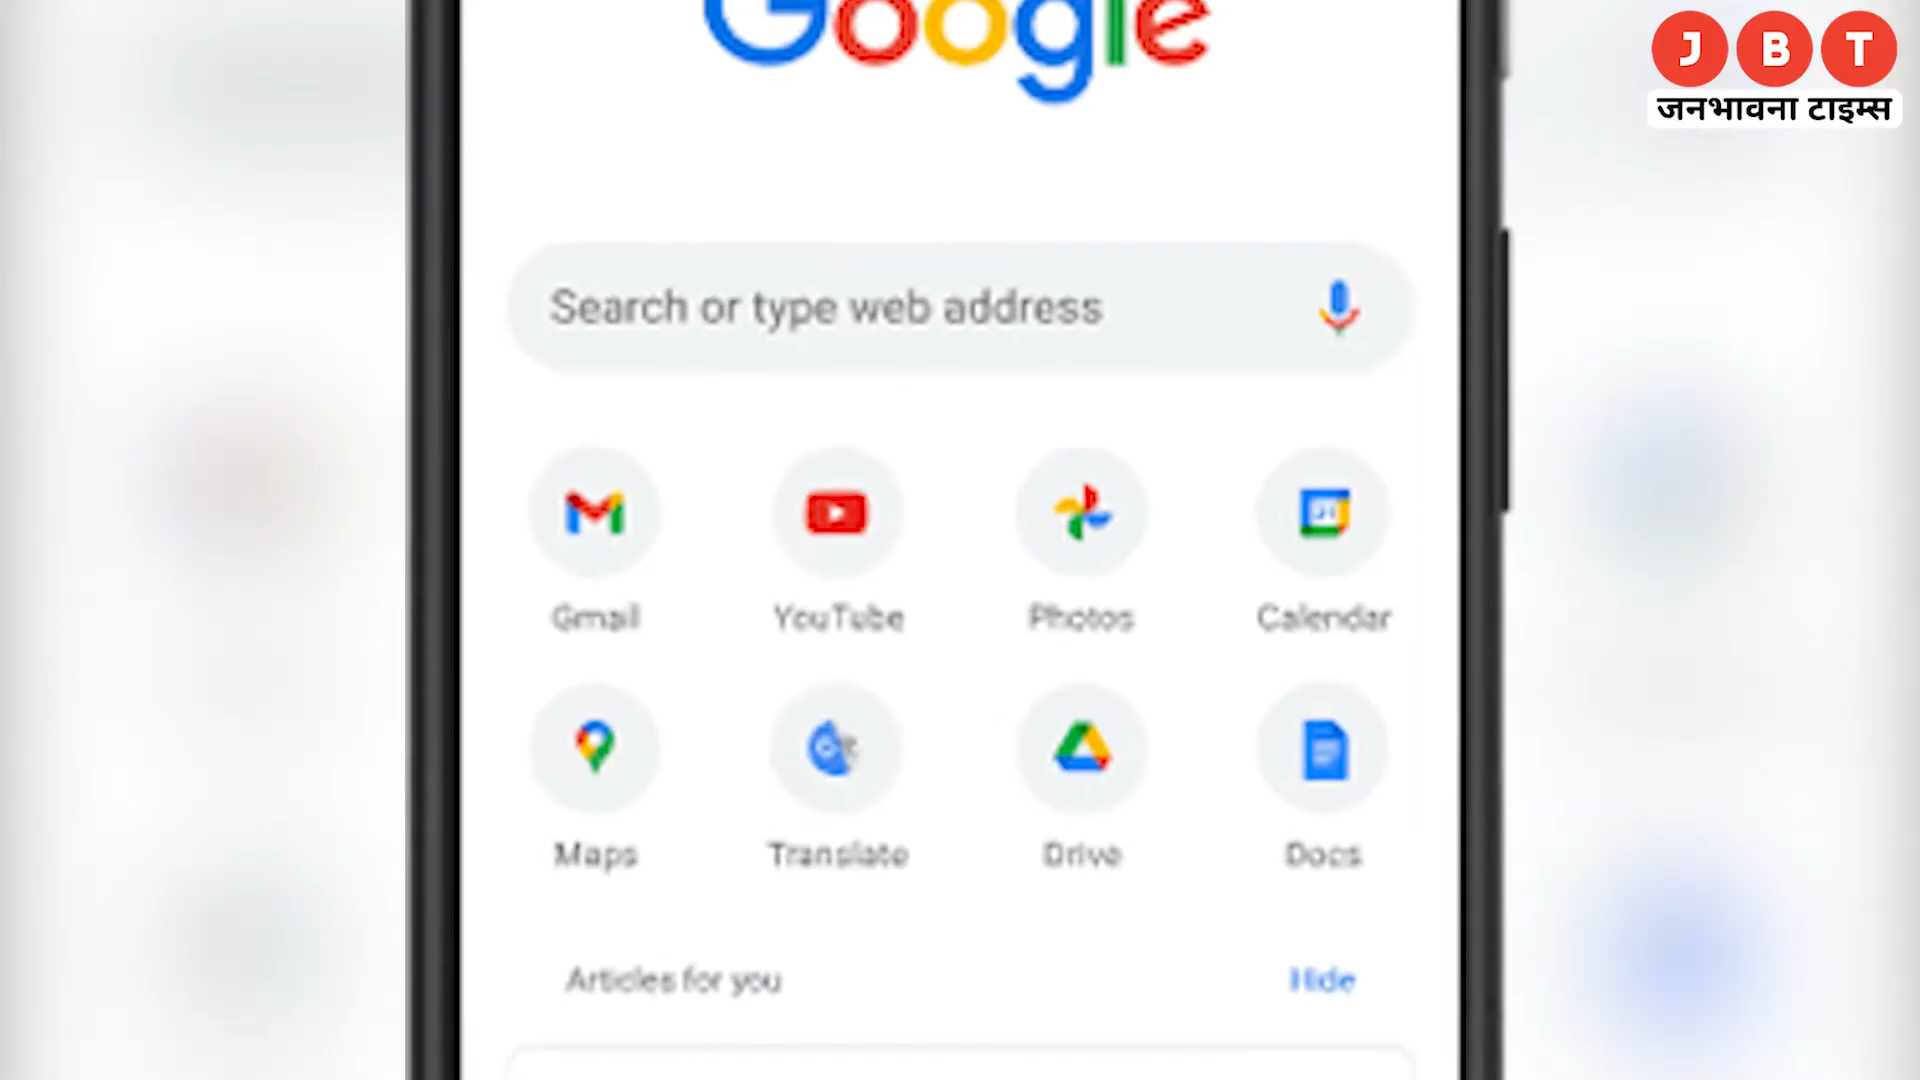 Google
J B T
जनभावना टाइम्स
Search or type web address
Gmail YouTube Photos Calendar
Maps Translate Drive Docs
Articles for you Hide